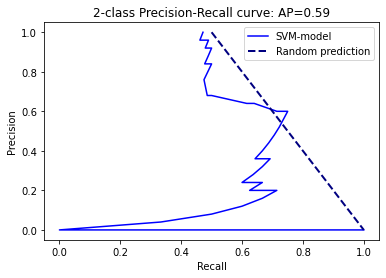 2-class Precision-Recall curve: AP=0.59
SVM-model
Random prediction
Precision
1.0
0.8
0.6
0.4
0.2
0.0
0.0 0.2 0.4 0.6 0.8 1.0
Recall